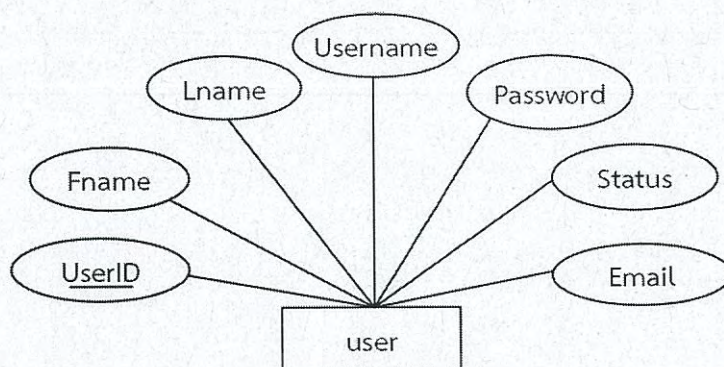 Username
Lname
Password
Fname
Status
UserID
Email
user